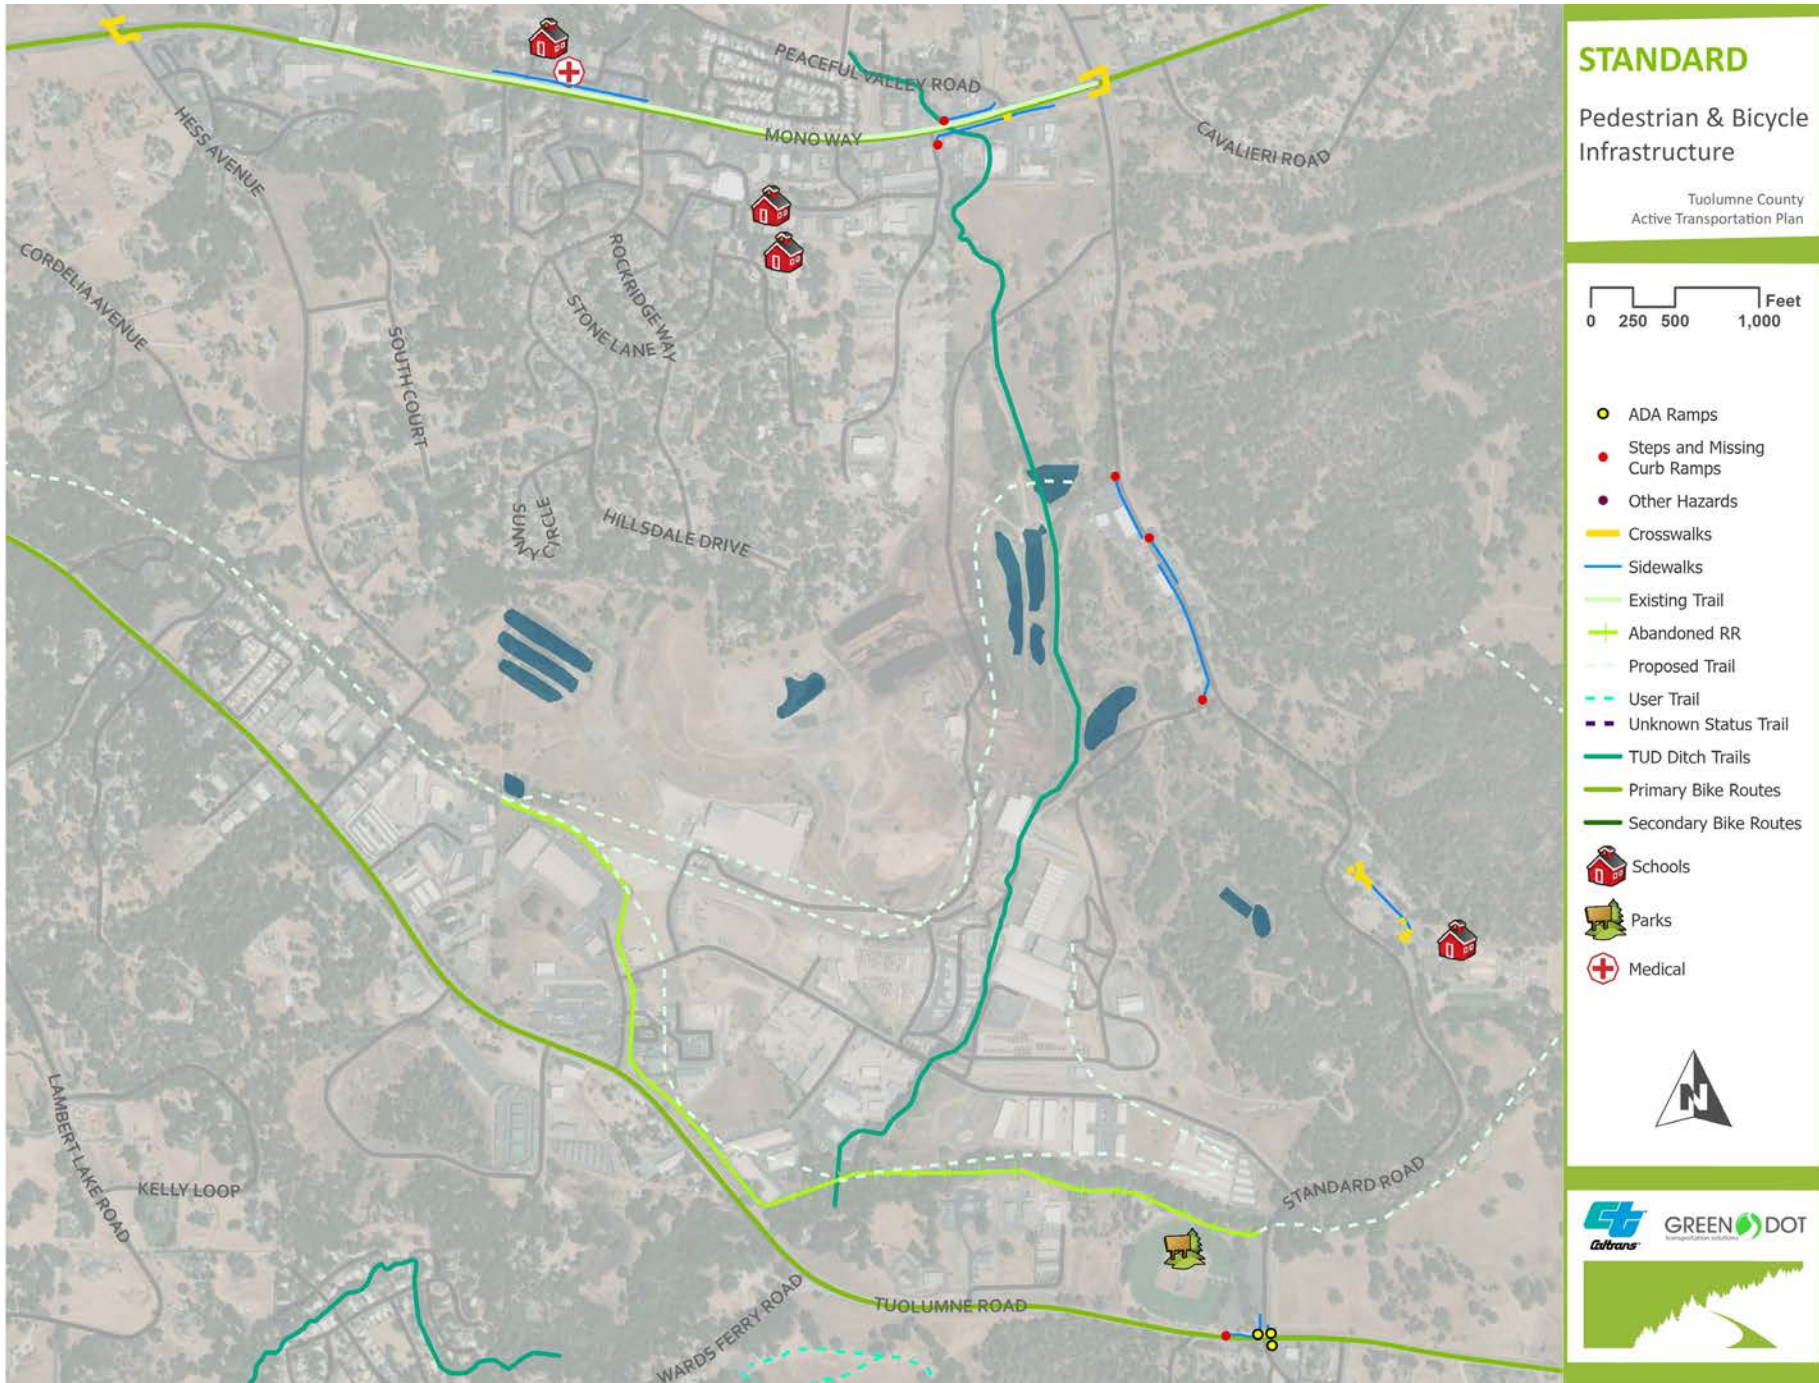 PEACEFUL VALLEY ROAD
MONO WAY
HESS AVENUE
CAVALIERI ROAD
CORDELIA AVENUE
ROCKRIDGE WAY
STONE LANE
SOUTH COURT
SUNNY
CIRCLE
HILLSDALE DRIVE
LAMBERT LAKE ROAD
KELLY LOOP
STANDARD ROAD
TUOLUMNE ROAD
WARDS FERRY ROAD
STANDARD
Pedestrian & Bicycle
Infrastructure
Tuolumne County
Active Transportation Plan
Feet
0 250 500 1,000
ADA Ramps
Steps and Missing
Curb Ramps
Other Hazards
Crosswalks
Sidewalks
Existing Trail
Abandoned RR
Proposed Trail
User Trail
Unknown Status Trail
TUD Ditch Trails
Primary Bike Routes
Secondary Bike Routes
Schools
Parks
Medical
N
Caltrans
GREEN DOT
transportation solutions